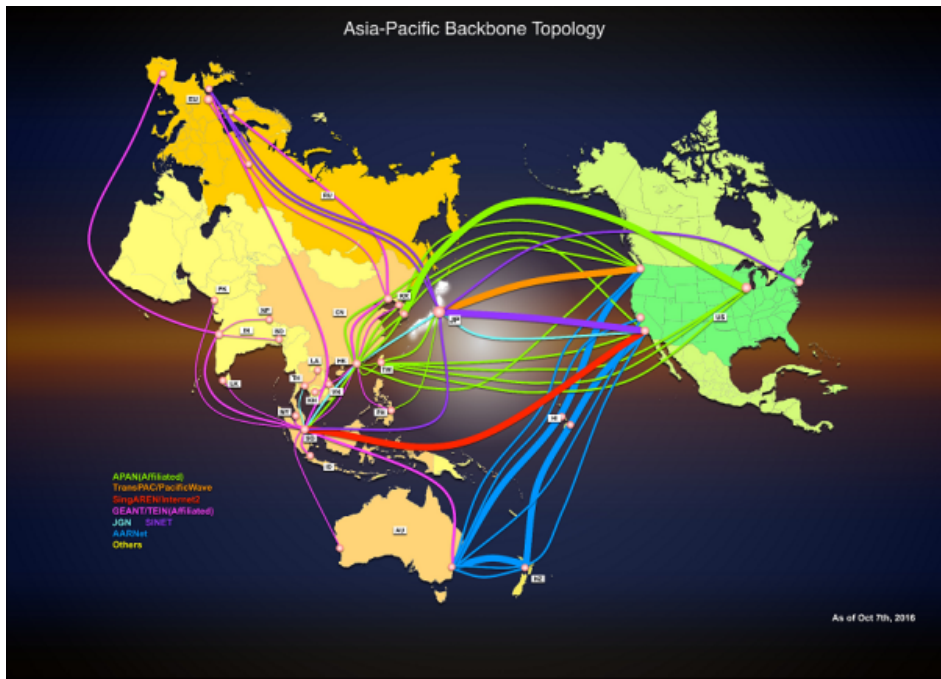 Asia-Pacific Backbone Topology
EU
RU
PK
NP
CN
KR
JP
US
IN
BD
LA
HK
TW
LK
TH
VN
KH
PH
MY
SG
ID
HI
AU
NZ
APAN(Affiliated)
TransPAC/PacificWave
SingAREN/Internet2
GEANT/TEIN(Affiliated)
JGN SINET
AARNet
Others
As of Oct 7th, 2016